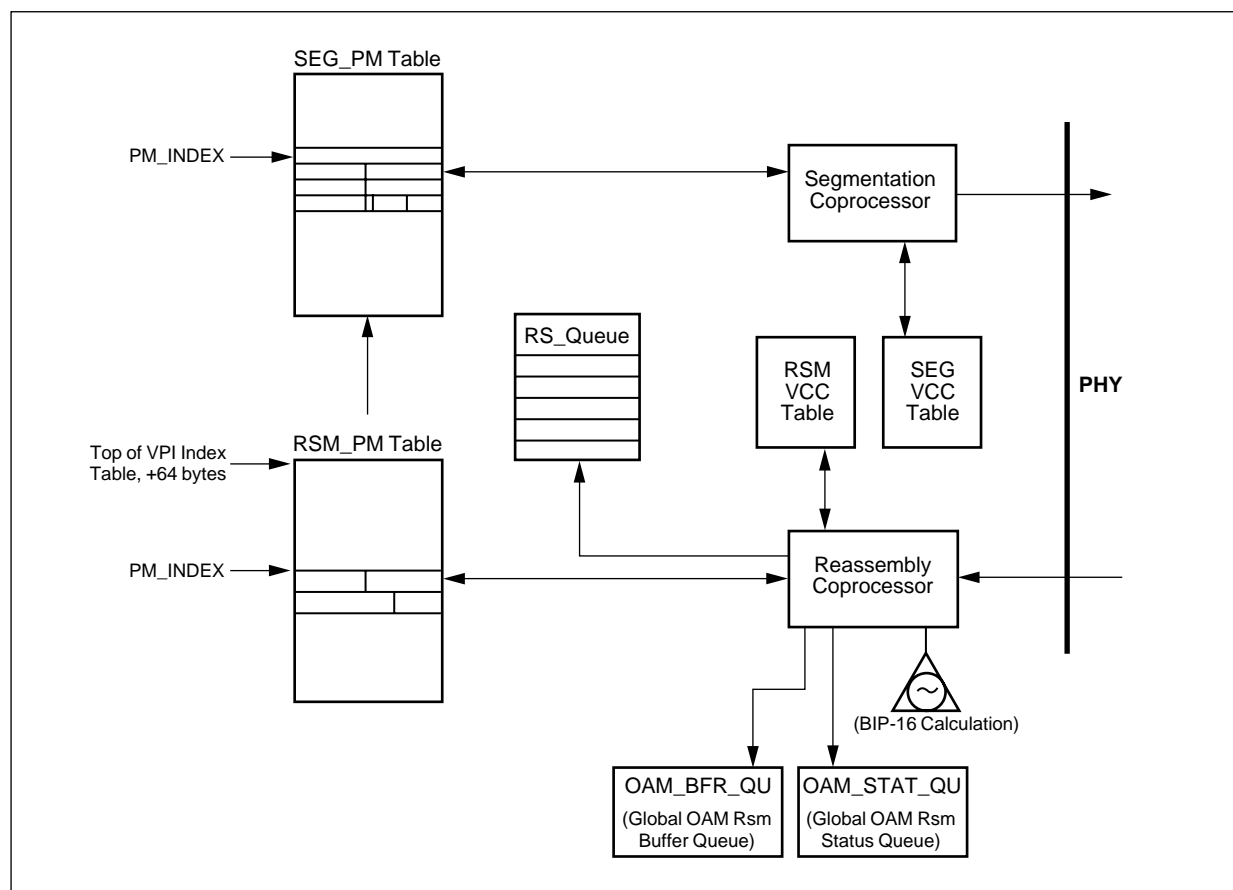 SEG_PM Table
PM_INDEX
Segmentation
Coprocessor
RS_Queue
RSM
VCC
Table
SEG
VCC
Table
PHY
RSM_PM Table
Top of VPI Index
Table, +64 bytes
PM_INDEX
Reassembly
Coprocessor
~
(BIP-16 Calculation)
OAM_BFR_QU
(Global OAM Rsm
Buffer Queue)
OAM_STAT_QU
(Global OAM Rsm
Status Queue)